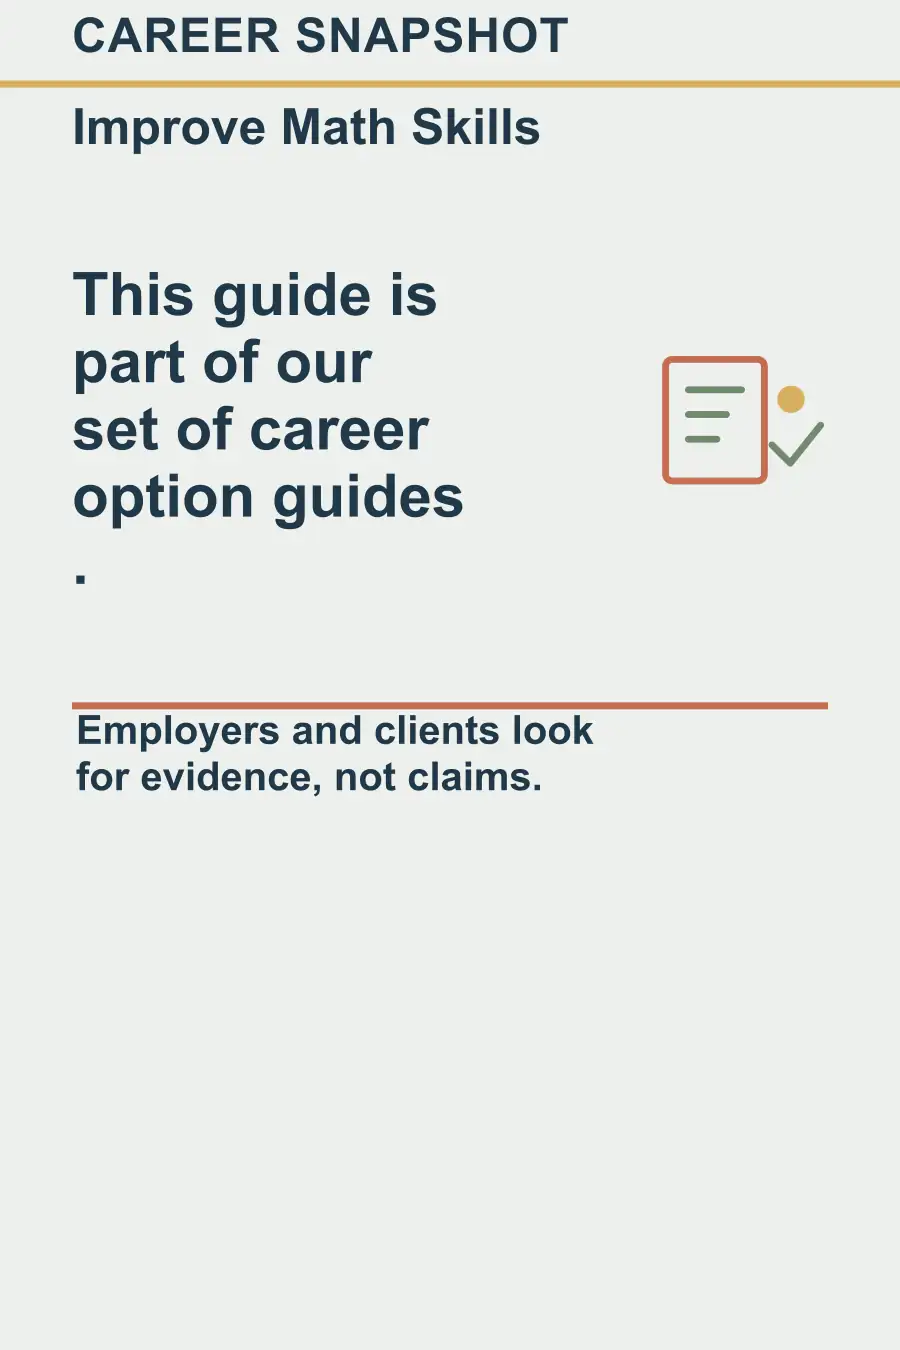 CAREER SNAPSHOT
Improve Math Skills
This guide is
part of our
set of career
option guides
.
Employers and clients look
for evidence, not claims.